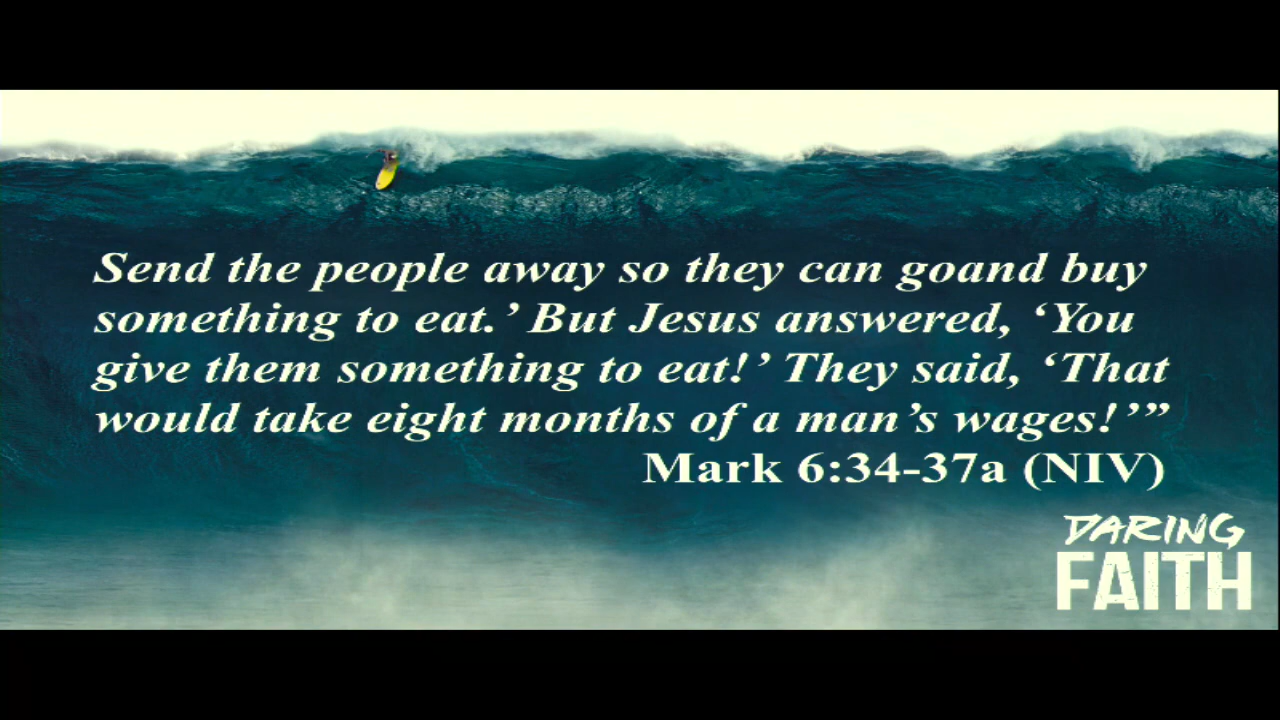 Send the people away so they can goand buy
something to eat.’ But Jesus answered, ‘You
give them something to eat!’ They said, ‘That
would take eight months of a man’s wages!’”
Mark 6:34-37a (NIV)
DARING
FAITH